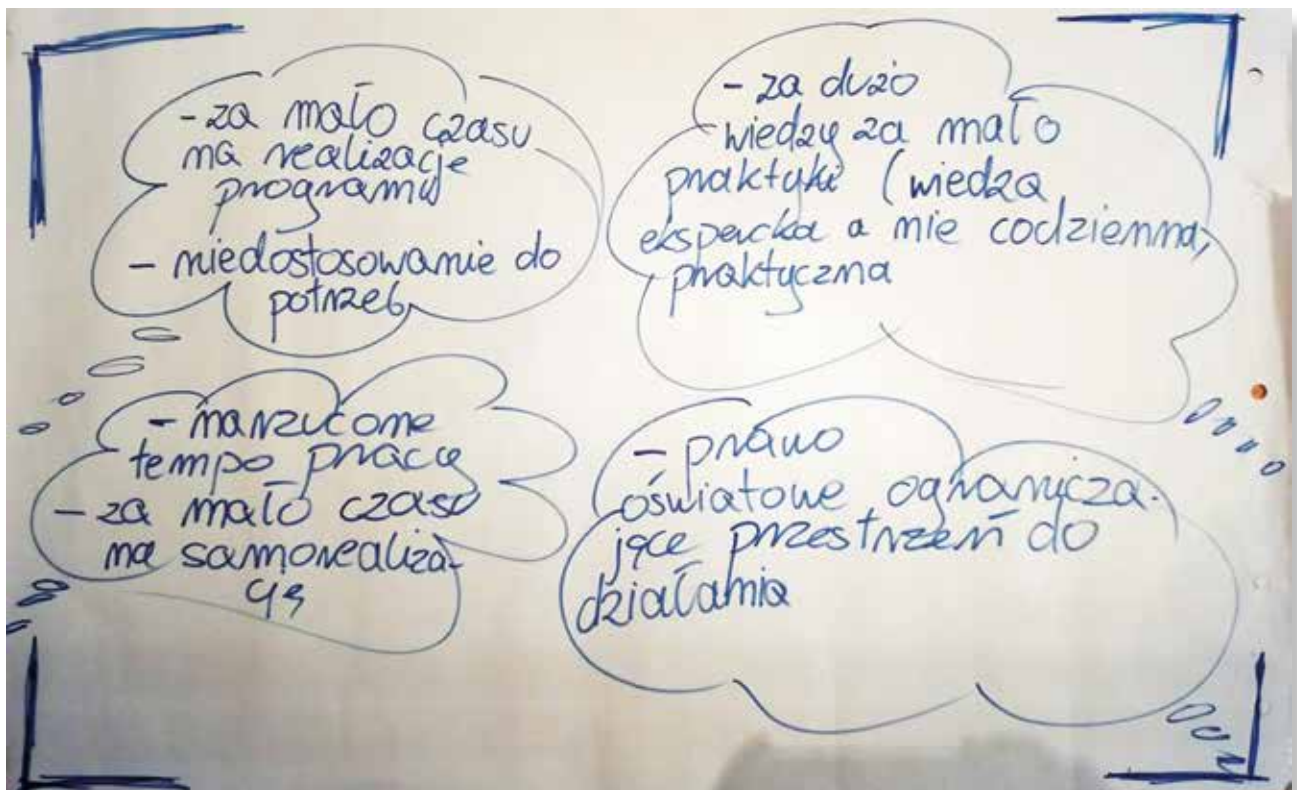 - za mało czasu
na realizację
programu
- niedostosowanie do
potrzeb
- za dużo
wiedzy za mało
praktyki (wiedza
ekspercka a nie codzienna,
praktyczna
- narzucone
tempo pracy
- za mało czasu
na samorealiza-
cję
- prawo
oświatowe ogranicza-
jące przestrzeń do
działania